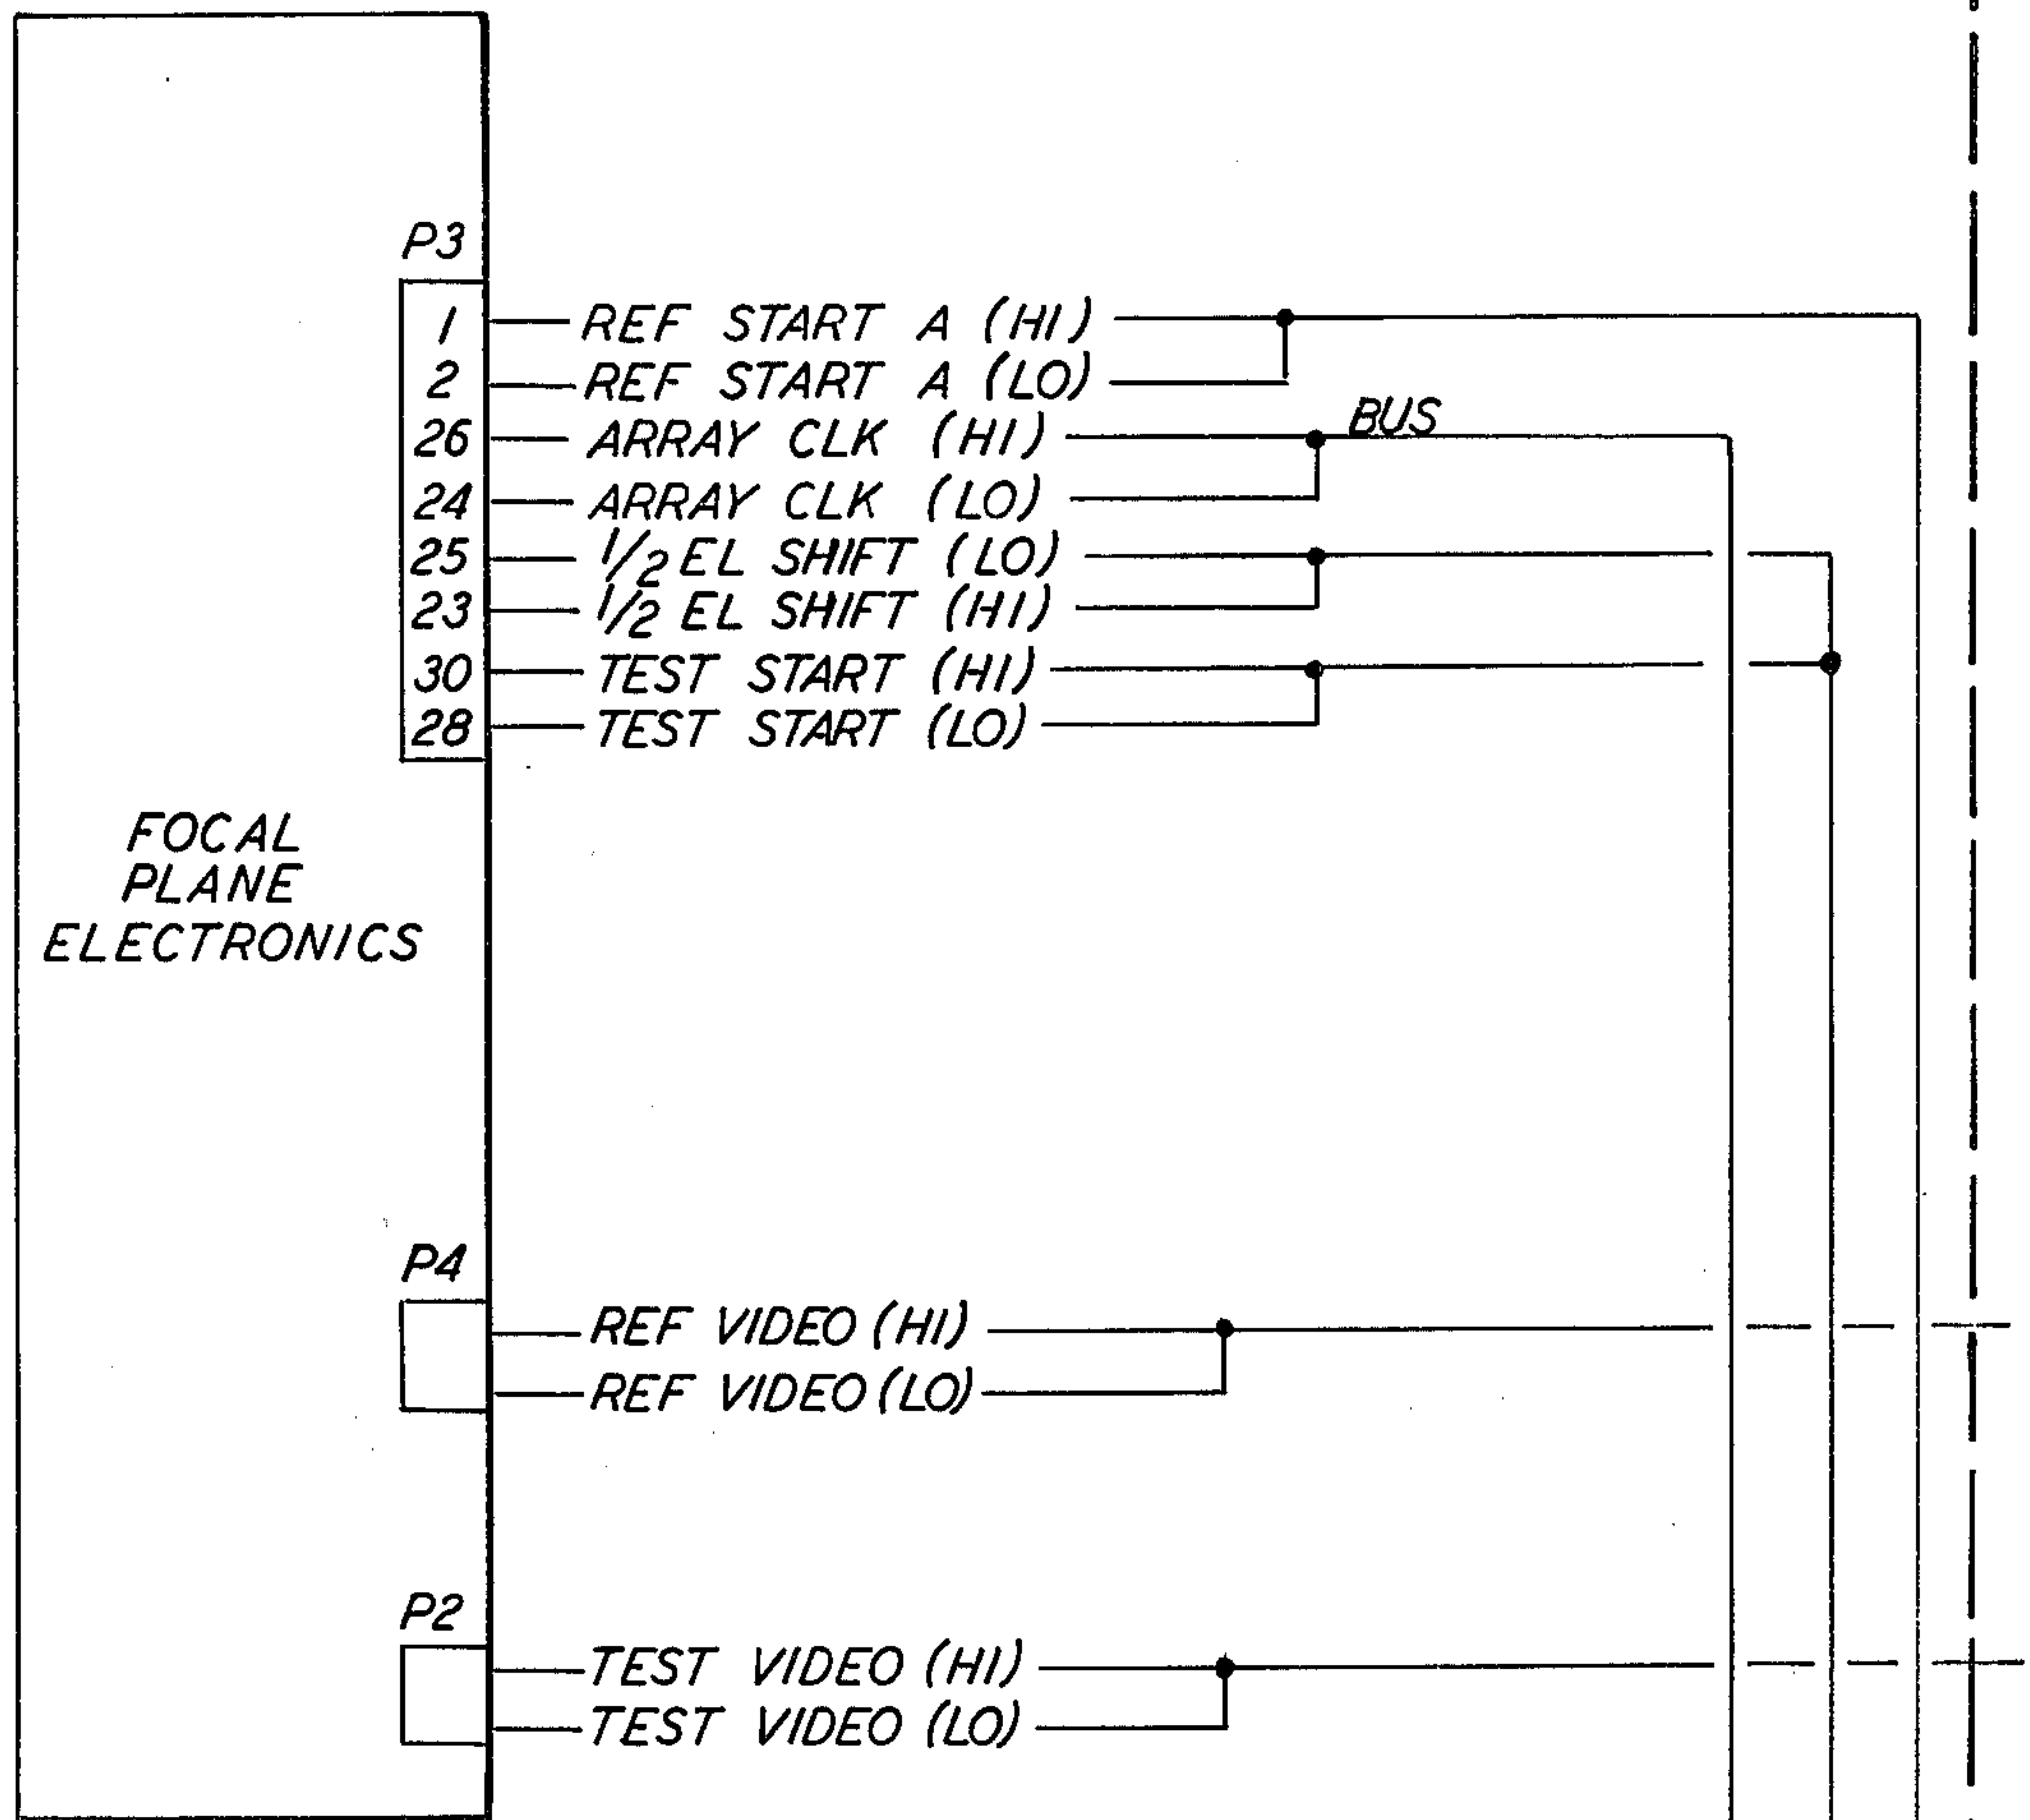 P3
1 REF START A (HI)
2 REF START A (LO)
BUS
26 ARRAY CLK (HI)
24 ARRAY CLK (LO)
25 1/2 EL SHIFT (LO)
23 1/2 EL SHIFT (HI)
30 TEST START (HI)
28 TEST START (LO)
FOCAL
PLANE
ELECTRONICS
P4
REF VIDEO (HI)
REF VIDEO (LO)
P2
TEST VIDEO (HI)
TEST VIDEO (LO)